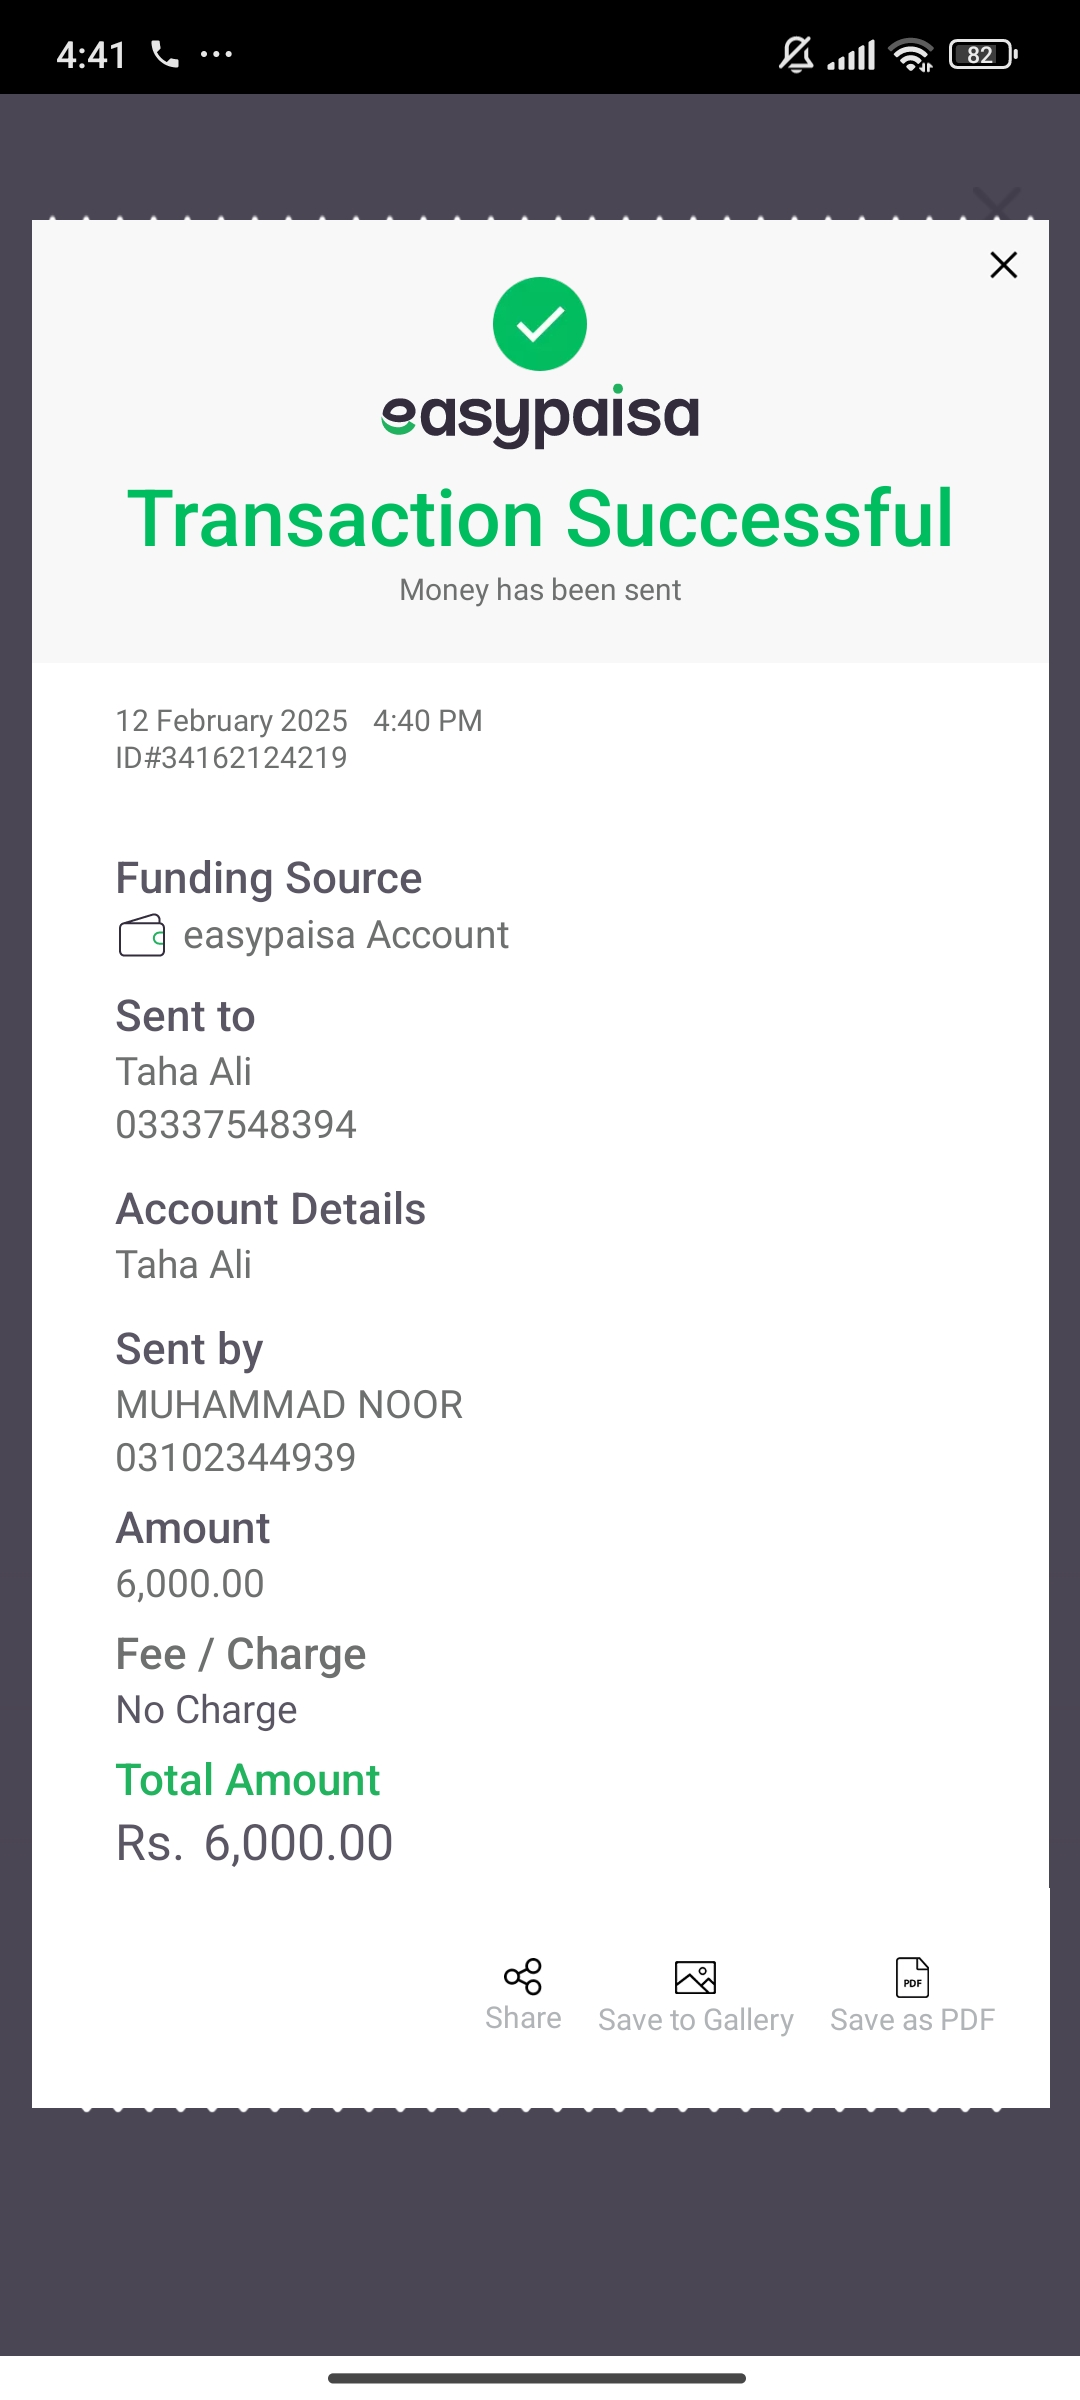 4:41
82
easypaisa
Transaction Successful
Money has been sent
12 February 2025 4:40 PM
ID#34162124219
Funding Source
easypaisa Account
Sent to
Taha Ali
03337548394
Account Details
Taha Ali
Sent by
MUHAMMAD NOOR
03102344939
Amount
6,000.00
Fee / Charge
No Charge
Total Amount
Rs. 6,000.00
PDF
Share Save to Gallery Save as PDF